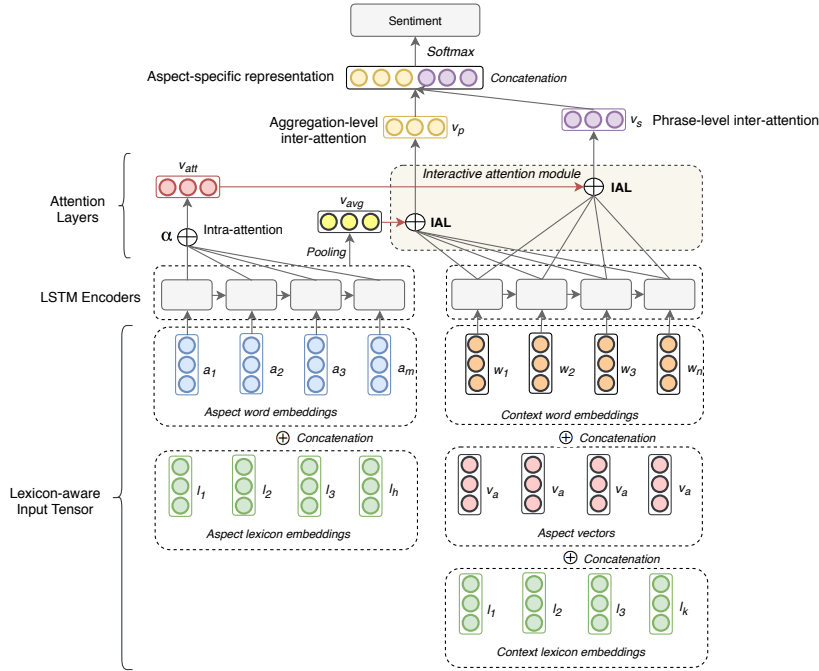 Sentiment
Softmax
Aspect-specific representation
Concatenation
Aggregation-level
inter-attention
v_p
v_s
Phrase-level inter-attention
Interactive attention module
v_att
IAL
Attention
Layers
v_avg
α
Intra-attention
IAL
Pooling
LSTM Encoders
a_1
a_2
a_3
a_m
w_1
w_2
w_3
w_n
Aspect word embeddings
Context word embeddings
Concatenation
Concatenation
Lexicon-aware
Input Tensor
l_1
l_2
l_3
l_h
v_a
v_a
v_a
v_a
Aspect lexicon embeddings
Aspect vectors
Concatenation
l_1
l_2
l_3
l_k
Context lexicon embeddings